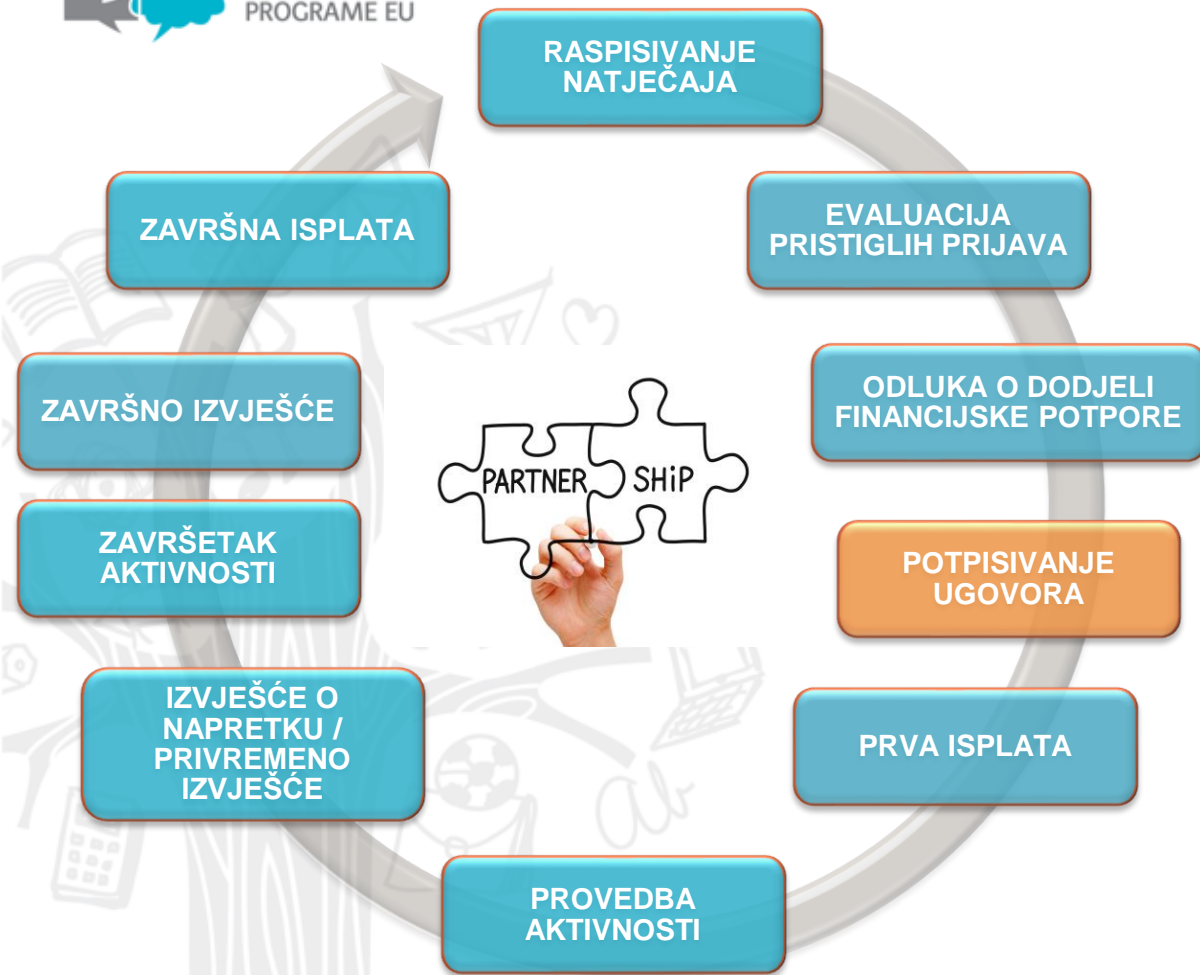 PROGRAME EU
RASPISIVANJE
NATJEČAJA
EVALUACIJA
PRISTIGLIH PRIJAVA
ODLUKA O DODJELI
FINANCIJSKE POTPORE
POTPISIVANJE
UGOVORA
PRVA ISPLATA
PROVEDBA
AKTIVNOSTI
IZVJEŠĆE O
NAPRETKU /
PRIVREMENO
IZVJEŠĆE
ZAVRŠETAK
AKTIVNOSTI
ZAVRŠNO IZVJEŠĆE
ZAVRŠNA ISPLATA
PARTNER SHiP
ab